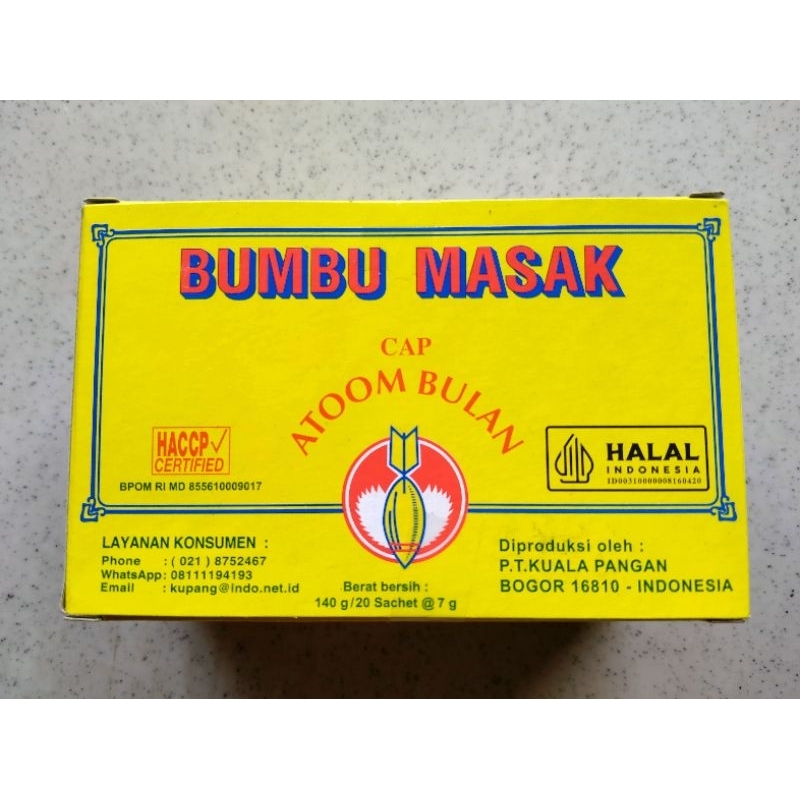 BUMBU MASAK
CAP
ATOOM BULAN
HACCP
CERTIFIED
BPOM RI MD 855610009017
HALAL
INDONESIA
ID00310000008160420
LAYANAN KONSUMEN :
Phone : ( 021 ) 8752467
WhatsApp : 08111194193
Email : kupang@indo.net.id
Berat bersih :
140 g/20 Sachet @ 7 g
Diproduksi oleh :
P.T.KUALA PANGAN
BOGOR 16810 - INDONESIA